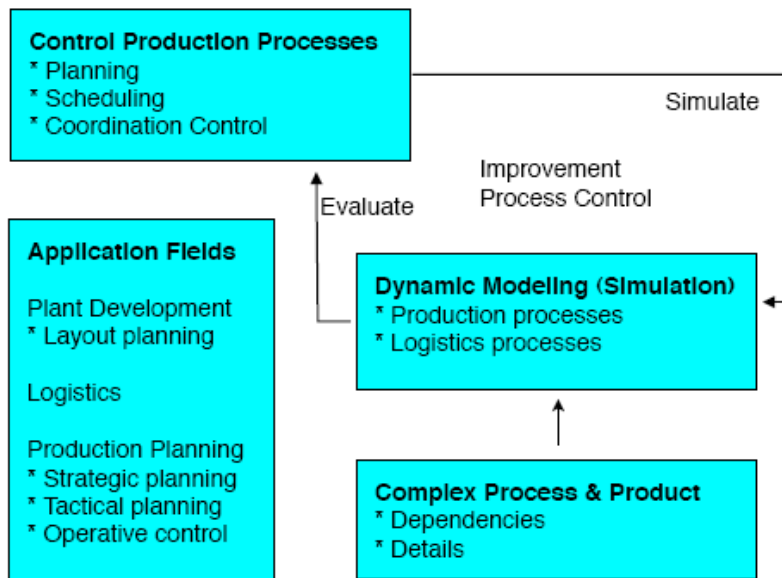 Control Production Processes
* Planning
* Scheduling
* Coordination Control
Simulate
Improvement
Process Control
Evaluate
Application Fields
Plant Development
* Layout planning
Logistics
Production Planning
* Strategic planning
* Tactical planning
* Operative control
Dynamic Modeling (Simulation)
* Production processes
* Logistics processes
Complex Process & Product
* Dependencies
* Details